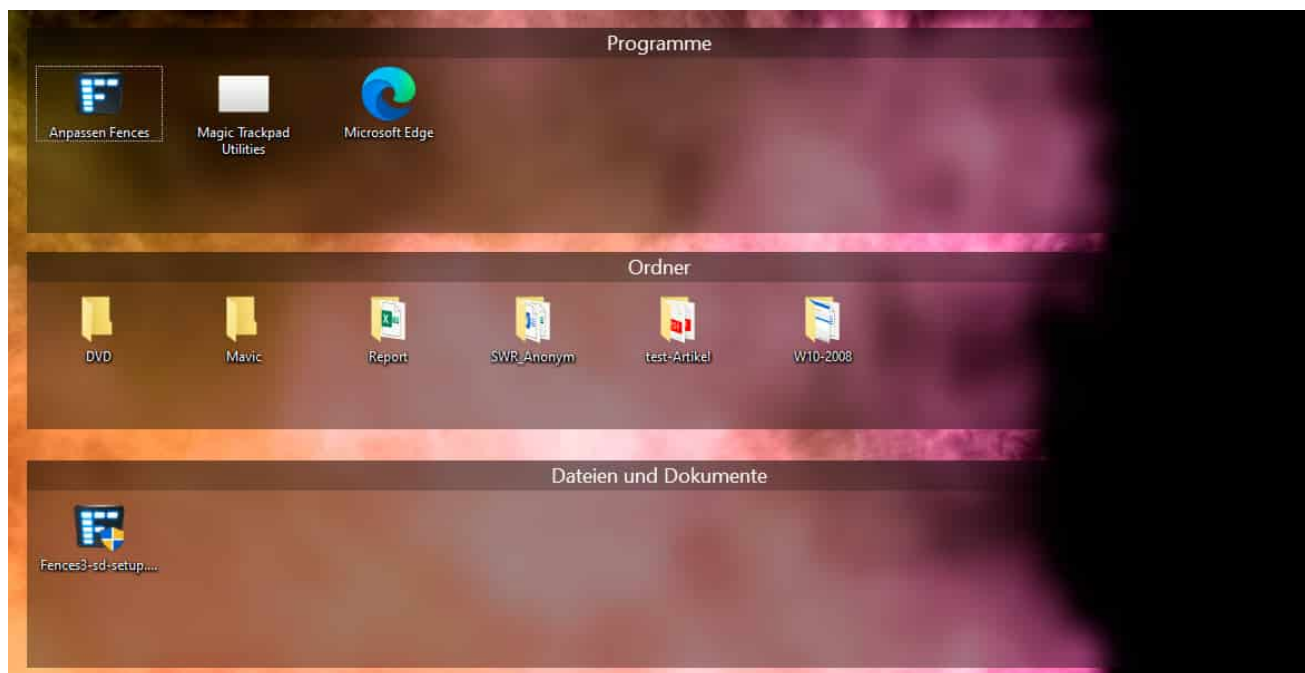 Programme
Anpassen Fences
Magic Trackpad
Utilities
Microsoft Edge
Ordner
DVD
Mavic
Report
SWR_Anonym
test-Artikel
W10-2008
Dateien und Dokumente
Fences3-sd-setup....